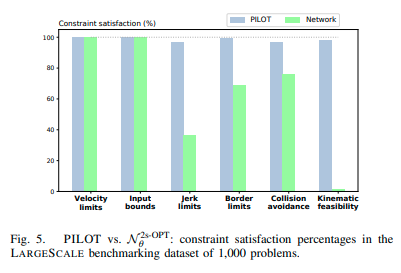 Constraint satisfaction (%)
PILOT
Network
100
80
60
40
20
0
Velocity limits
Input bounds
Jerk limits
Border limits
Collision avoidance
Kinematic feasibility
Fig. 5. PILOT vs. 𝒩_θ^{2s-OPT}: constraint satisfaction percentages in the
LARGESCALE benchmarking dataset of 1,000 problems.